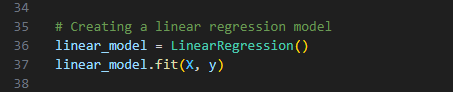 34
35 # Creating a linear regression model
36 linear_model = LinearRegression()
37 linear_model.fit(X, y)
38